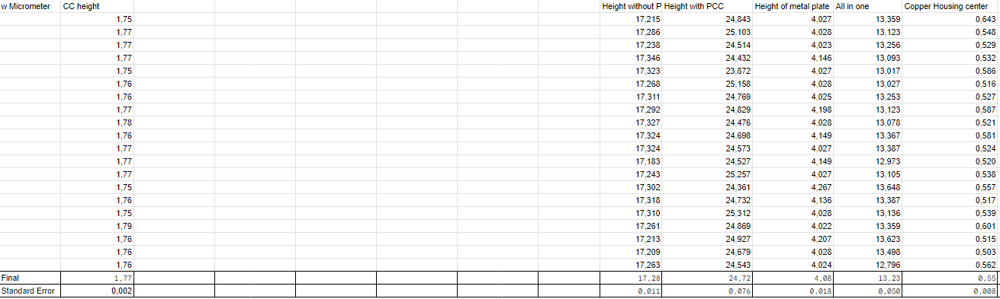 w Micrometer CC height Height without P Height with PCC Height of metal plate All in one Copper Housing center
1,75 17,215 24,843 4,027 13,359 0,643
1,77 17,286 25,103 4,028 13,123 0,548
1,77 17,238 24,514 4,023 13,256 0,529
1,77 17,346 24,432 4,146 13,093 0,532
1,75 17,323 23,872 4,027 13,017 0,586
1,76 17,268 25,158 4,028 13,027 0,516
1,76 17,311 24,769 4,025 13,253 0,527
1,77 17,292 24,829 4,198 13,123 0,587
1,78 17,327 24,476 4,028 13,078 0,521
1,76 17,324 24,698 4,149 13,367 0,581
1,77 17,324 24,573 4,027 13,387 0,524
1,77 17,183 24,527 4,149 12,973 0,520
1,77 17,243 25,257 4,027 13,105 0,538
1,75 17,302 24,361 4,267 13,648 0,557
1,76 17,318 24,732 4,136 13,387 0,517
1,75 17,310 25,312 4,028 13,136 0,539
1,79 17,261 24,869 4,022 13,359 0,601
1,76 17,213 24,927 4,207 13,623 0,515
1,76 17,209 24,679 4,028 13,498 0,503
1,76 17,263 24,543 4,024 12,796 0,562
Final 1,77 17,28 24,72 4,08 13,23 0,55
Standard Error 0,002 0,011 0,076 0,018 0,050 0,008